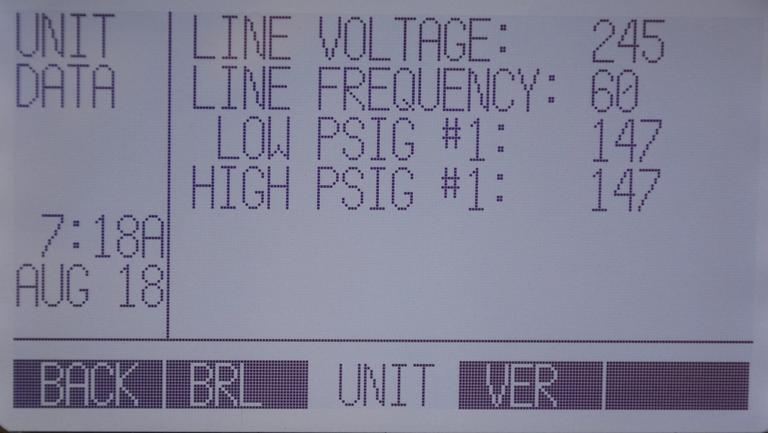 UNIT
DATA
7:18A
AUG 18
LINE VOLTAGE: 245
LINE FREQUENCY: 60
LOW PSIG #1: 147
HIGH PSIG #1: 147
BACK BRL UNIT VER